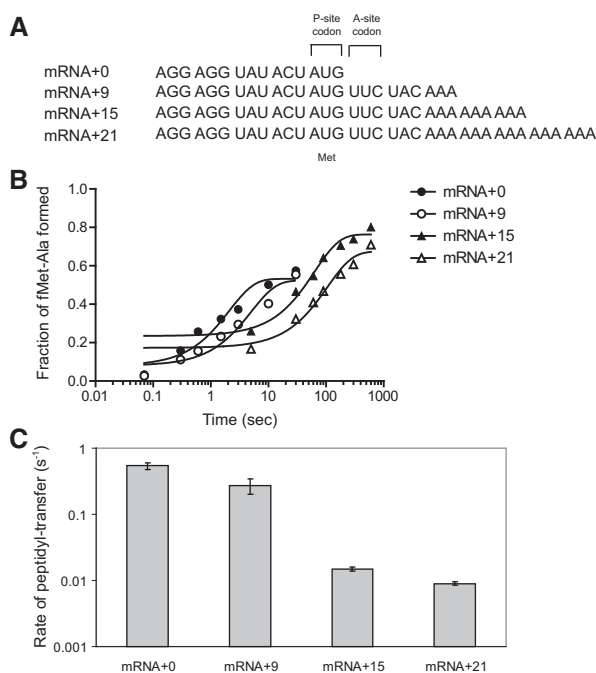 A
P-site codon
A-site codon
mRNA+0 AGG AGG UAU ACU AUG
mRNA+9 AGG AGG UAU ACU AUG UUC UAC AAA
mRNA+15 AGG AGG UAU ACU AUG UUC UAC AAA AAA AAA
mRNA+21 AGG AGG UAU ACU AUG UUC UAC AAA AAA AAA AAA AAA
Met
B
Fraction of fMet-Ala formed
1.0
0.8
0.6
0.4
0.2
0.0
0.01 0.1 1 10 100 1000
Time (sec)
mRNA+0
mRNA+9
mRNA+15
mRNA+21
C
Rate of peptidyl-transfer (s⁻¹)
1
0.1
0.01
0.001
mRNA+0 mRNA+9 mRNA+15 mRNA+21